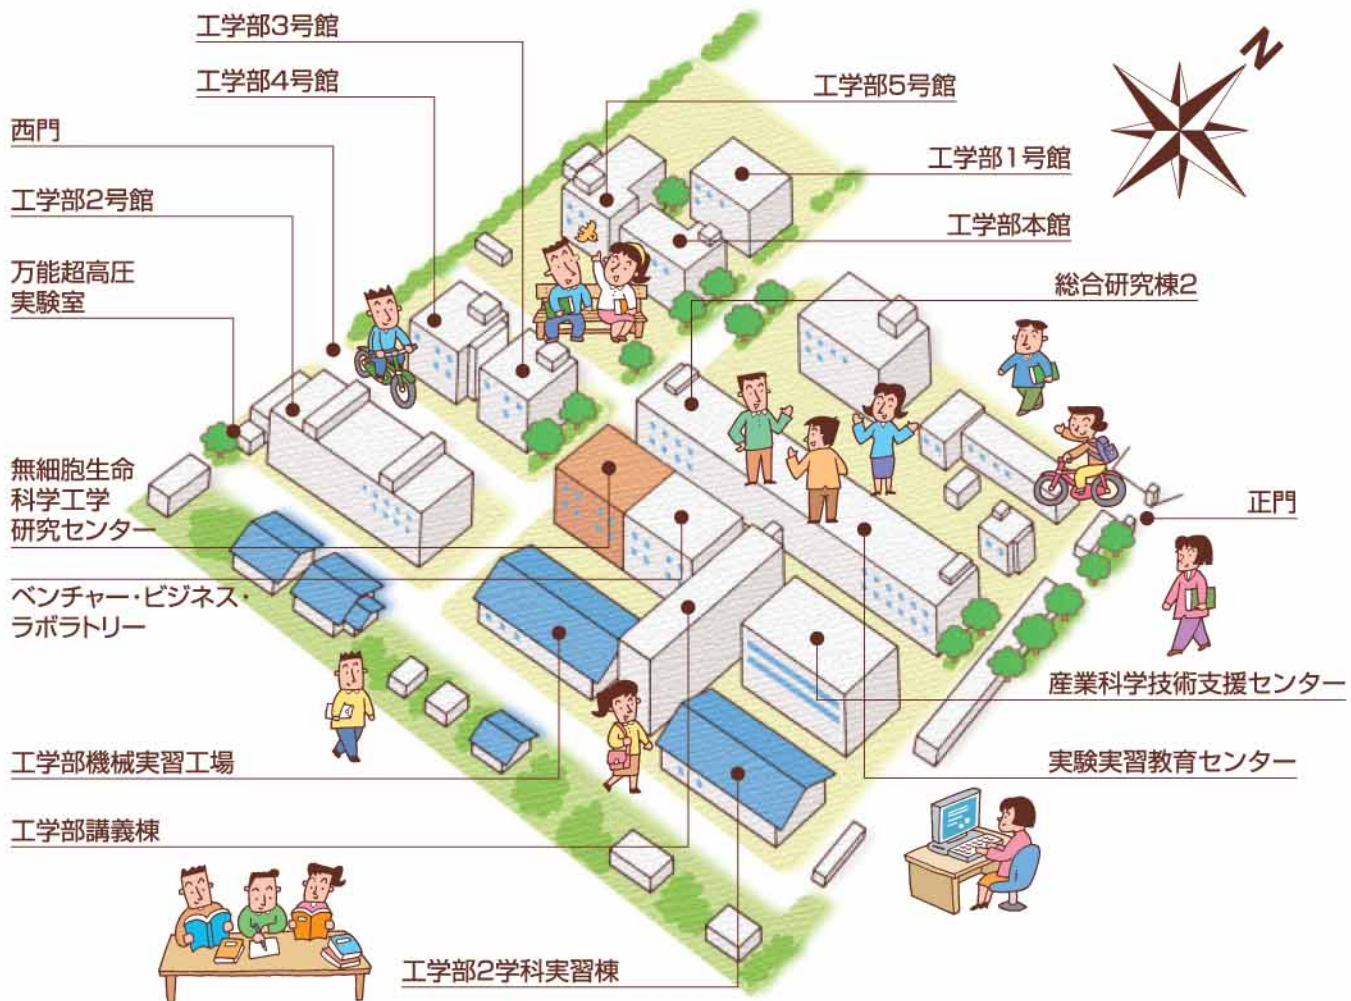 工学部3号館
工学部4号館
西門
工学部2号館
万能超高圧
実験室
無細胞生命
科学工学
研究センター
ベンチャー・ビジネス・
ラボラトリー
工学部機械実習工場
工学部講義棟
工学部2学科実習棟
N
工学部5号館
工学部1号館
工学部本館
総合研究棟2
正門
産業科学技術支援センター
実験実習教育センター